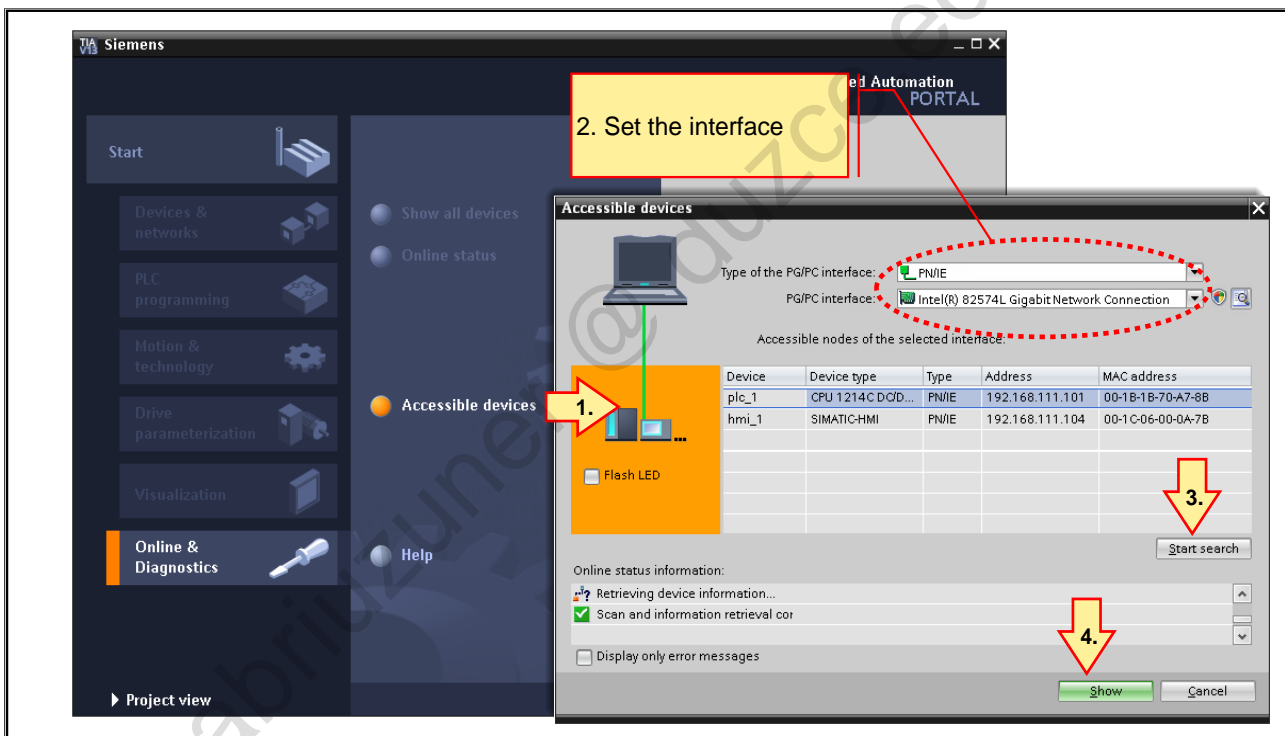 TIA V13 Siemens
ed Automation
PORTAL
2. Set the interface
Start
Devices &
networks
PLC
programming
Motion &
technology
Drive
parameterization
Visualization
Online &
Diagnostics
Project view
Show all devices
Online status
Accessible devices
Help
Accessible devices
Type of the PG/PC interface: PN/IE
PG/PC interface: Intel(R) 82574L Gigabit Network Connection
Accessible nodes of the selected interface:
Device Device type Type Address MAC address
plc_1 CPU 1214C DC/D... PN/IE 192.168.111.101 00-1B-1B-70-A7-8B
hmi_1 SIMATIC-HMI PN/IE 192.168.111.104 00-1C-06-00-0A-7B
1.
...
Flash LED
3.
Start search
Online status information:
Retrieving device information...
Scan and information retrieval cor
4.
Display only error messages
Show Cancel